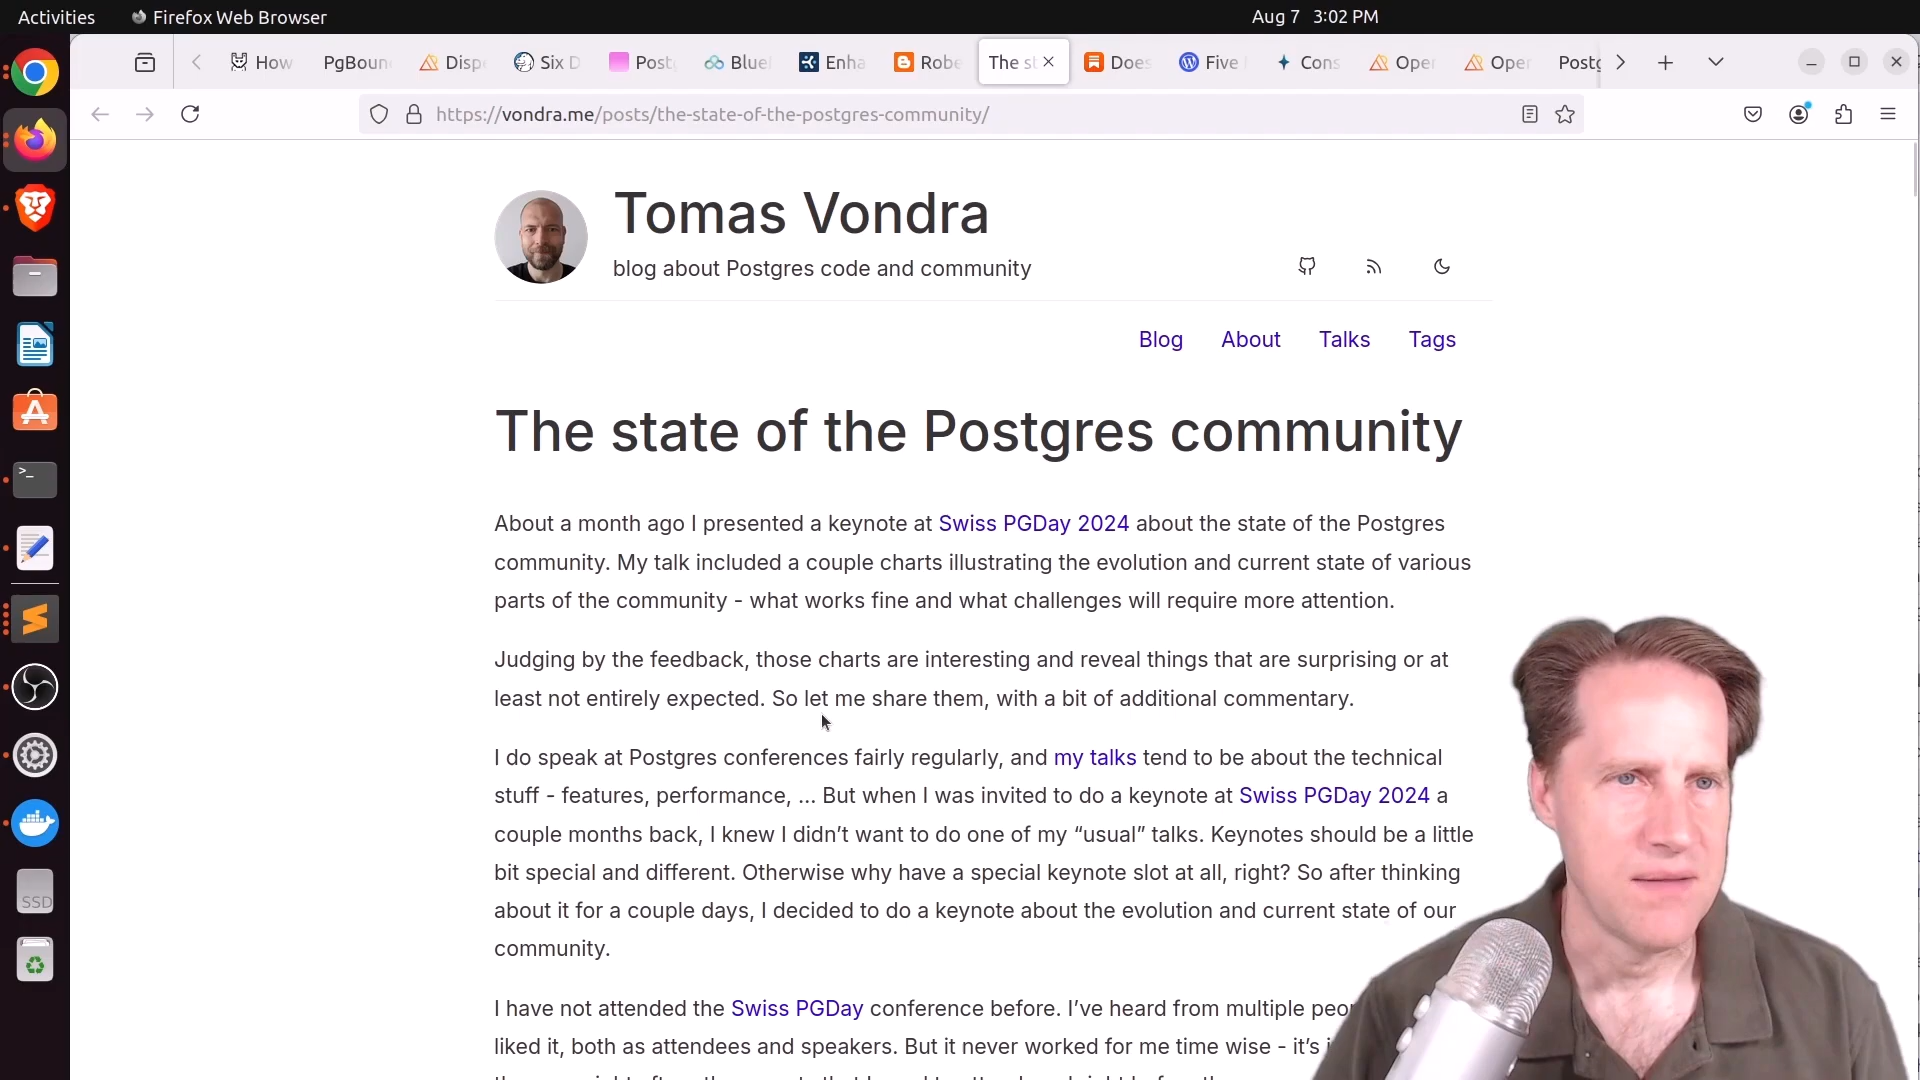 Activities Firefox Web Browser Aug 7 3:02 PM
How PgBoun Disp Six D Post Blue Enha Robe The s Does Five Cons Oper Oper Postg
https://vondra.me/posts/the-state-of-the-postgres-community/
Tomas Vondra
blog about Postgres code and community
Blog About Talks Tags
The state of the Postgres community
About a month ago I presented a keynote at Swiss PGDay 2024 about the state of the Postgres
community. My talk included a couple charts illustrating the evolution and current state of various
parts of the community - what works fine and what challenges will require more attention.
Judging by the feedback, those charts are interesting and reveal things that are surprising or at
least not entirely expected. So let me share them, with a bit of additional commentary.
I do speak at Postgres conferences fairly regularly, and my talks tend to be about the technical
stuff - features, performance, … But when I was invited to do a keynote at Swiss PGDay 2024 a
couple months back, I knew I didn’t want to do one of my “usual” talks. Keynotes should be a little
bit special and different. Otherwise why have a special keynote slot at all, right? So after thinking
about it for a couple days, I decided to do a keynote about the evolution and current state of our
community.
I have not attended the Swiss PGDay conference before. I’ve heard from multiple
liked it, both as attendees and speakers. But it never worked for me time wise - it’s
SSD